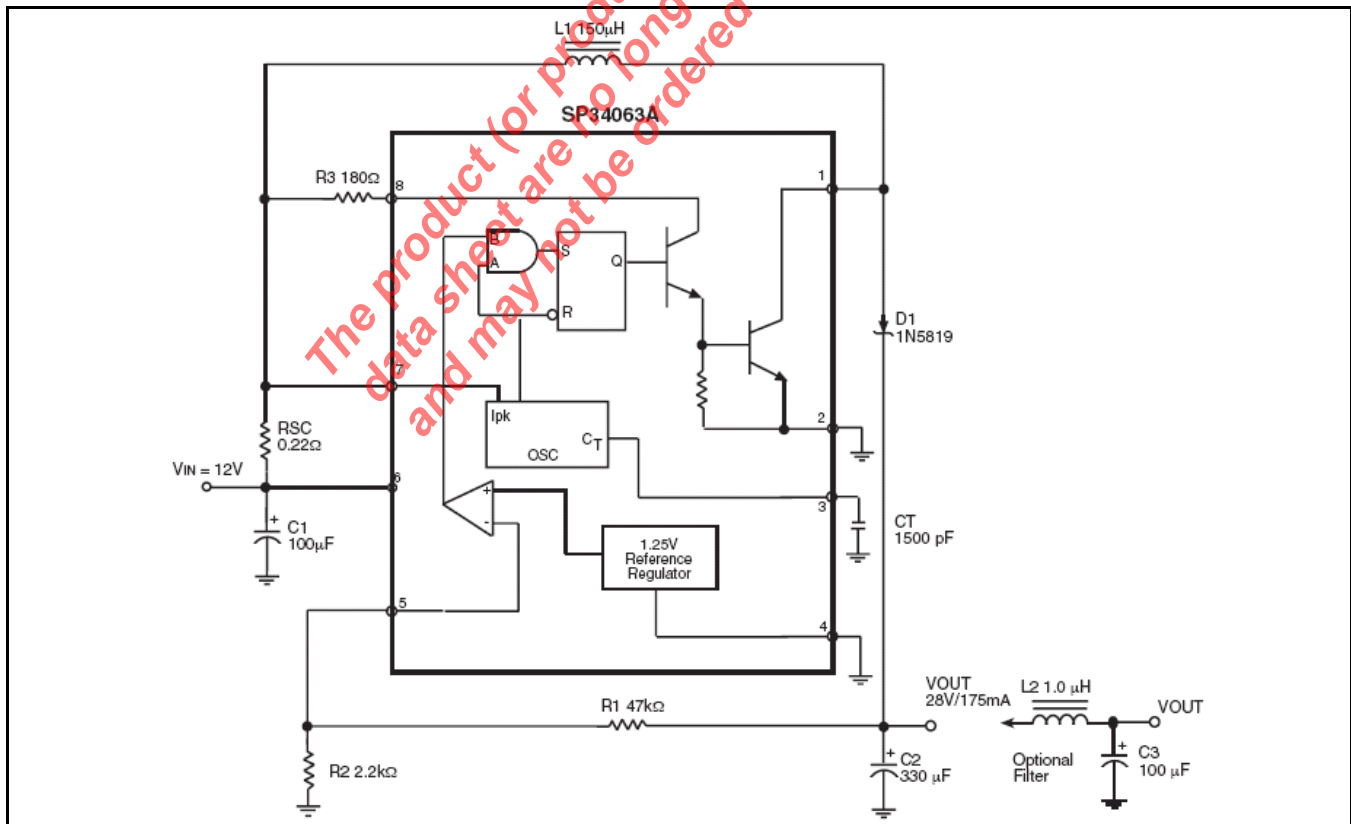 L1 150µH
SP34063A
R3 180Ω
8
1
B
A
S
Q
R
D1
1N5819
7
Ipk
CT
OSC
2
RSC
0.22Ω
VIN = 12V
6
+
C1
100µF
+
-
3
CT
1500 pF
1.25V
Reference
Regulator
5
4
VOUT
28V/175mA
L2 1.0 µH
VOUT
R1 47kΩ
R2 2.2kΩ
+
C2
330 µF
Optional
Filter
+
C3
100 µF
The product (or produ
data sheet are no long
and may not be ordered